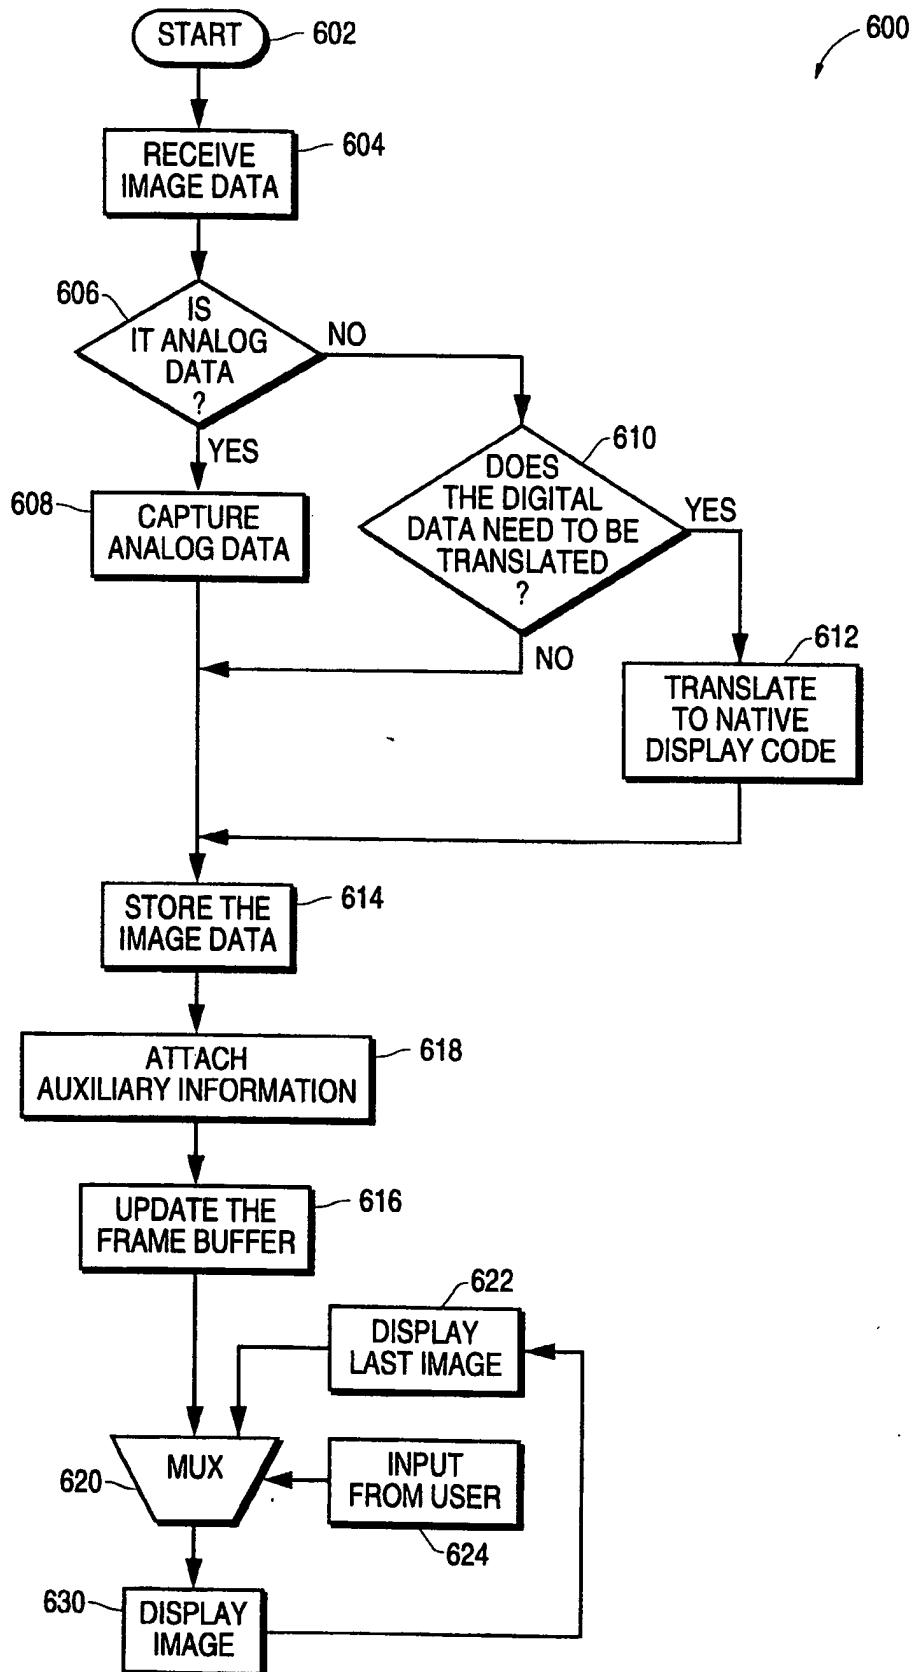 START
602
600
RECEIVE
IMAGE DATA
604
606
IS
IT ANALOG
DATA
?
NO
YES
610
DOES
THE DIGITAL
DATA NEED TO BE
TRANSLATED
?
YES
NO
608
CAPTURE
ANALOG DATA
612
TRANSLATE
TO NATIVE
DISPLAY CODE
STORE THE
IMAGE DATA
614
ATTACH
AUXILIARY INFORMATION
618
UPDATE THE
FRAME BUFFER
616
622
DISPLAY
LAST IMAGE
MUX
620
INPUT
FROM USER
624
630
DISPLAY
IMAGE